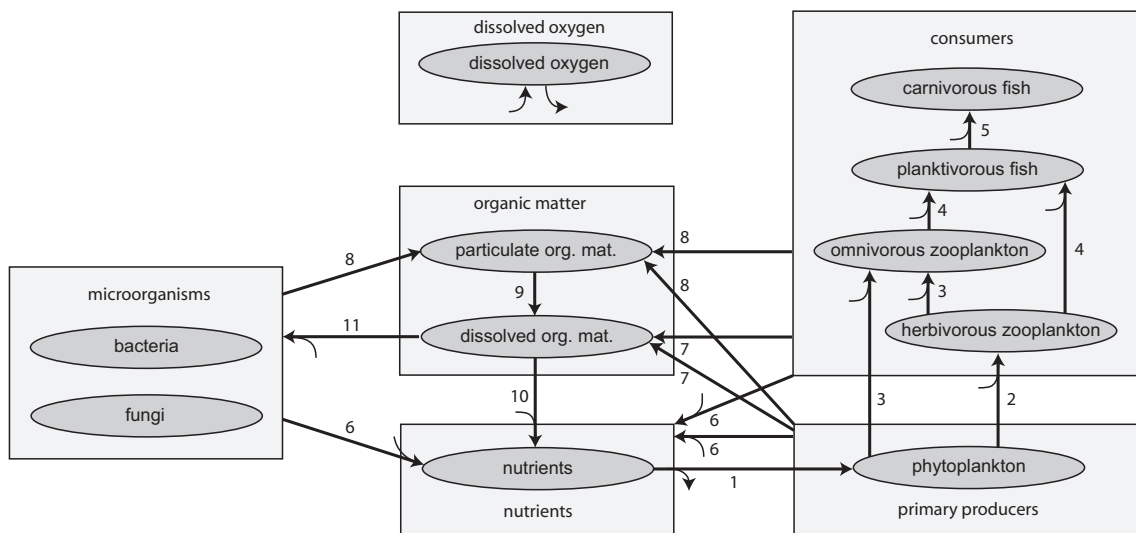 dissolved oxygen
dissolved oxygen
consumers
carnivorous fish
5
planktivorous fish
organic matter
4
particulate org. mat.
8
omnivorous zooplankton
4
8
microorganisms
8
9
3
11
dissolved org. mat.
herbivorous zooplankton
bacteria
7
7
10
3
2
fungi
6
6
6
nutrients
1
phytoplankton
nutrients
primary producers